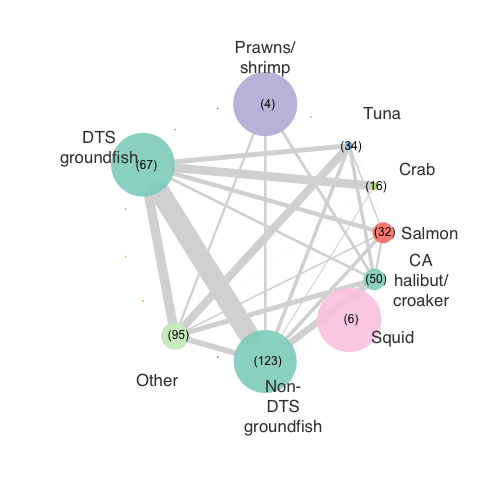 Prawns/
shrimp
(4)
Tuna
(34)
DTS
groundfish
(67)
Crab
(16)
Salmon
(32)
CA
halibut/
croaker
(50)
Squid
(6)
Other
(95)
(123)
Non-
DTS
groundfish